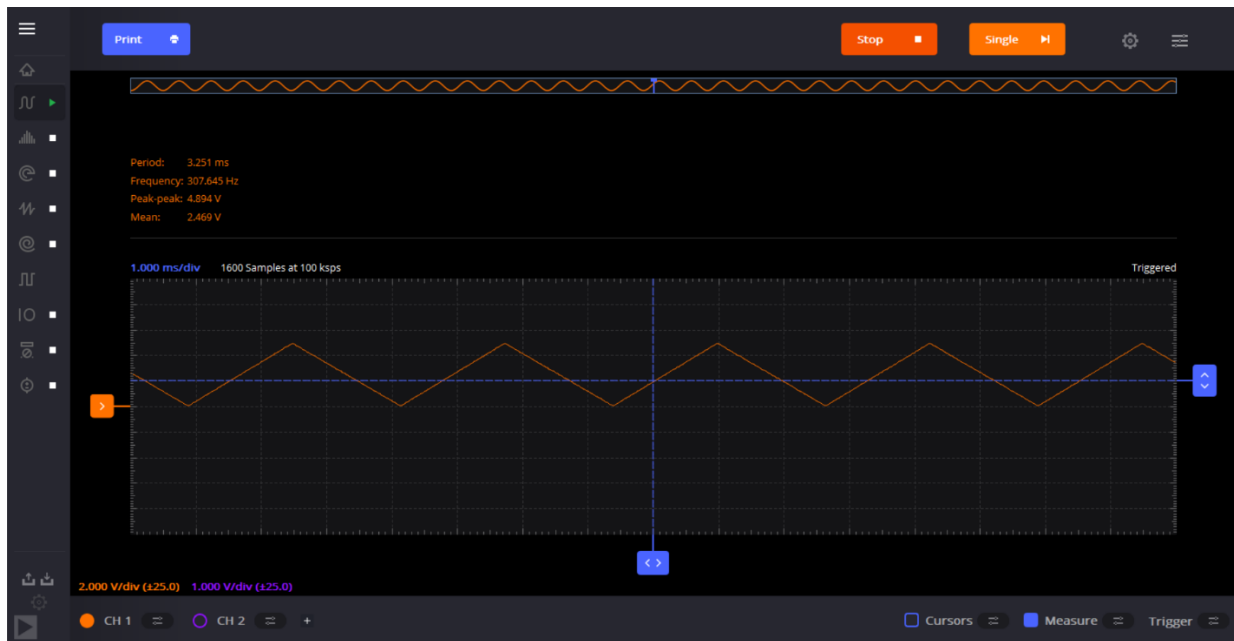 Print
Stop
Single
Period: 3.251 ms
Frequency: 307.645 Hz
Peak-peak: 4.894 V
Mean: 2.469 V
1.000 ms/div 1600 Samples at 100 ksps Triggered
2.000 V/div (±25.0) 1.000 V/div (±25.0)
CH 1 CH 2 + Cursors Measure Trigger